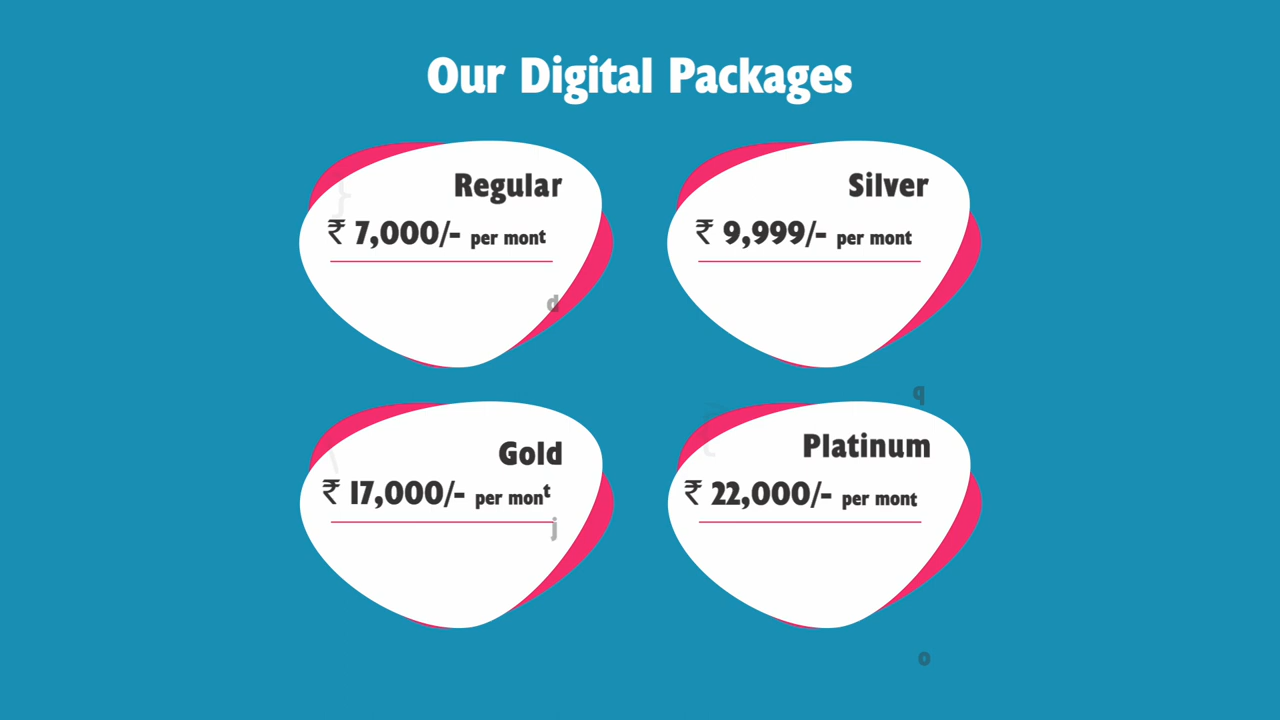 Our Digital Packages
Regular
₹ 7,000/- per mont
Silver
₹ 9,999/- per mont
Gold
₹ 17,000/- per mont
Platinum
₹ 22,000/- per mont